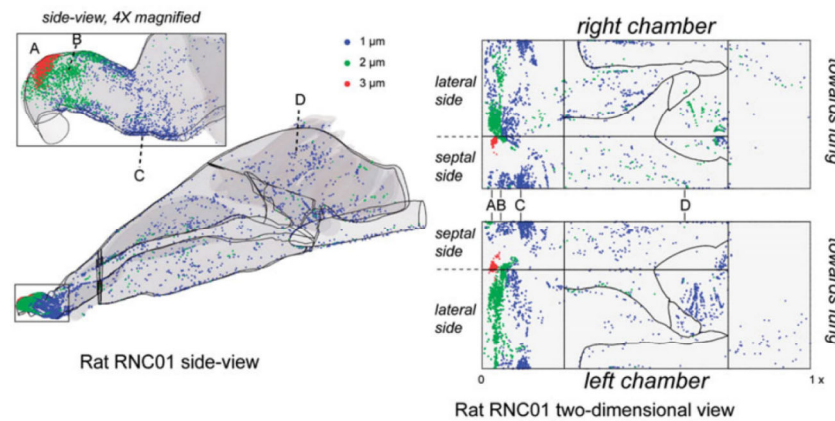 side-view, 4X magnified
A
B
C
1 µm
2 µm
3 µm
D
Rat RNC01 side-view
right chamber
lateral
side
septal
side
towards lung
A B C D
septal
side
lateral
side
towards lung
0
left chamber
1 x
Rat RNC01 two-dimensional view